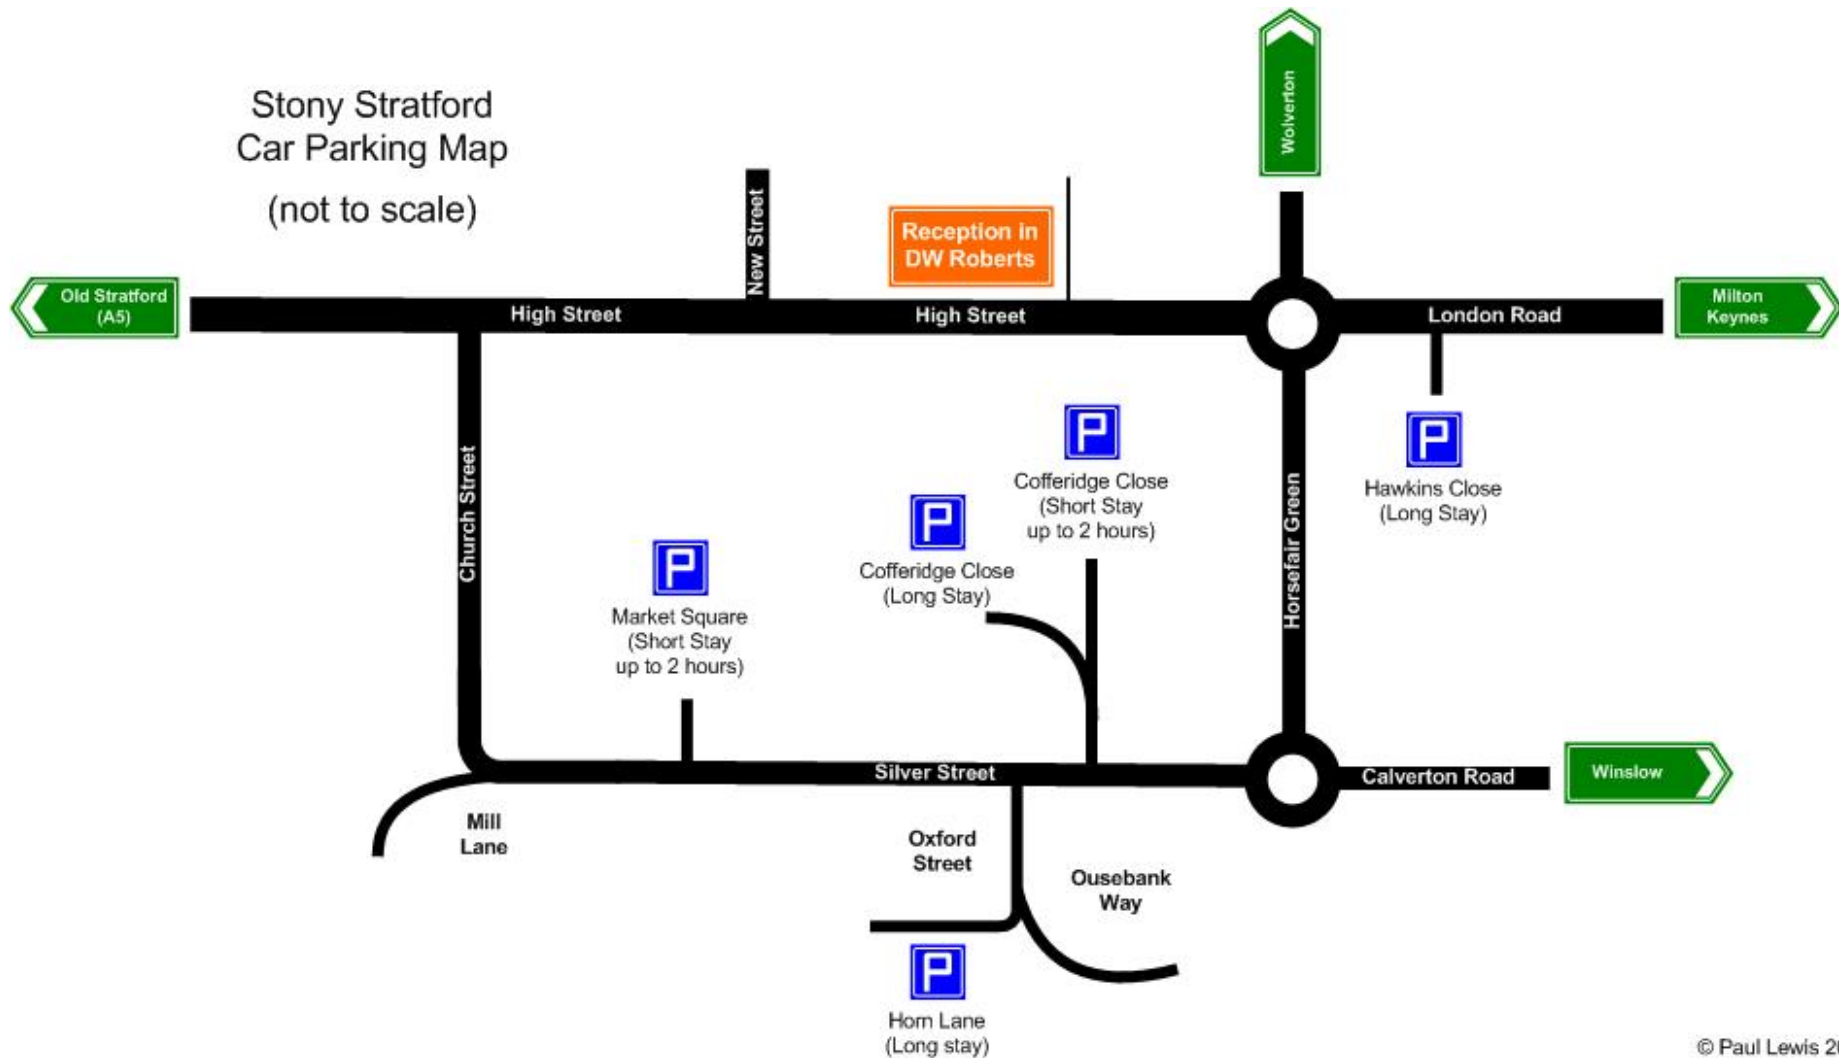 Stony Stratford
Car Parking Map
(not to scale)
Wolverton
New Street
Reception in
DW Roberts
Old Stratford
(A5)
High Street
High Street
London Road
Milton
Keynes
Church Street
Horsefair Green
P
Cofferidge Close
(Short Stay
up to 2 hours)
P
Hawkins Close
(Long Stay)
P
Cofferidge Close
(Long Stay)
P
Market Square
(Short Stay
up to 2 hours)
Silver Street
Calverton Road
Winslow
Mill
Lane
Oxford
Street
Ousebank
Way
P
Horn Lane
(Long stay)
© Paul Lewis 20